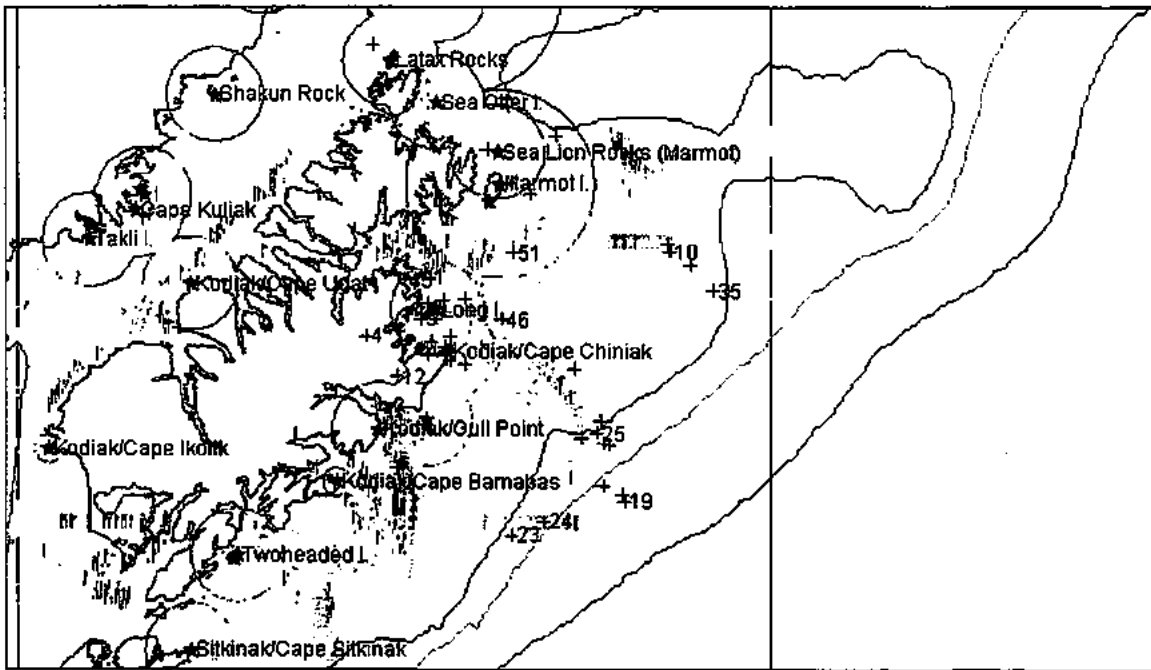 Latax Rocks
Shakun Rock
Sea Otter I.
Sea Lion Rocks (Marmot)
Marmot I.
Cape Kuliak
Takli I.
51
10
Kodiak/Cape Ugat
35
Long I.
46
4
Kodiak/Cape Chiniak
12
Kodiak/Gull Point
25
Kodiak/Cape Ikolik
Kodiak/Cape Barnabas
19
24
23
Twoheaded I.
Sitkinak/Cape Sitkinak